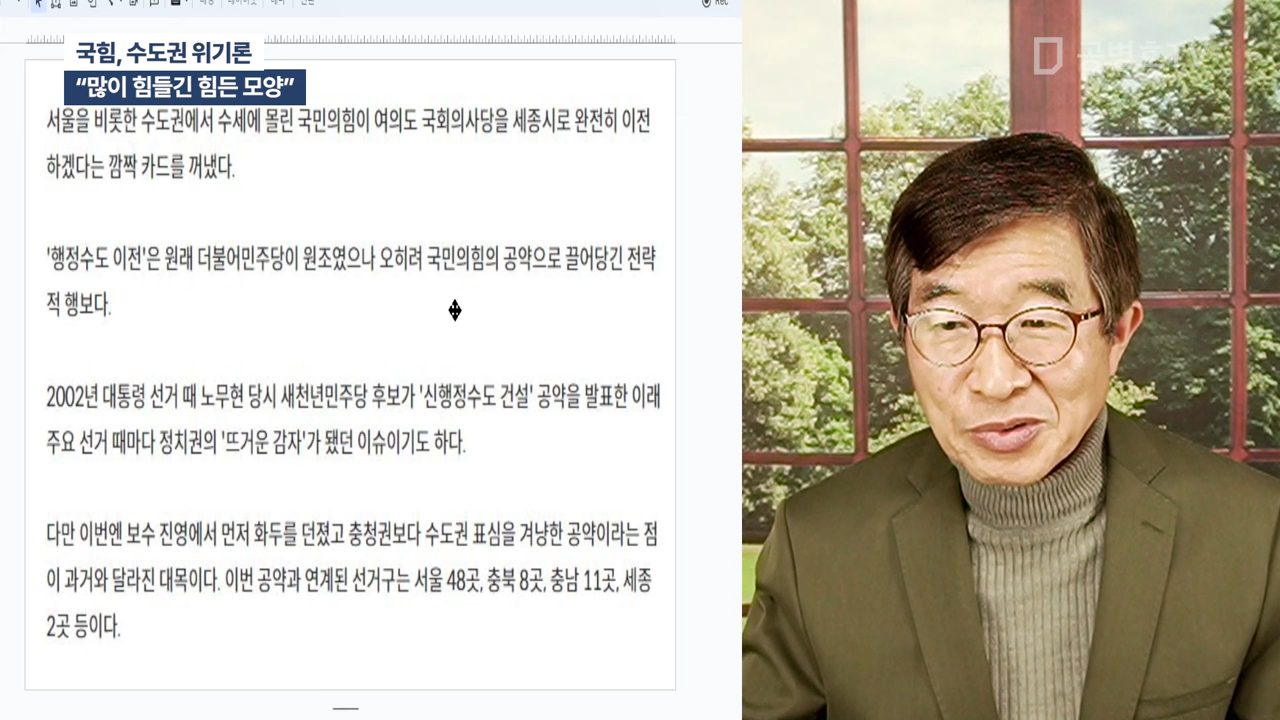 국힘, 수도권 위기론
“많이 힘들긴 힘든 모양”
서울을 비롯한 수도권에서 수세에 몰린 국민의힘이 여의도 국회의사당을 세종시로 완전히 이전
하겠다는 깜짝 카드를 꺼냈다.
'행정수도 이전'은 원래 더불어민주당이 원조였으나 오히려 국민의힘의 공약으로 끌어당긴 전략
적 행보다.
2002년 대통령 선거 때 노무현 당시 새천년민주당 후보가 '신행정수도 건설' 공약을 발표한 이래
주요 선거 때마다 정치권의 '뜨거운 감자'가 됐던 이슈이기도 하다.
다만 이번엔 보수 진영에서 먼저 화두를 던졌고 충청권보다 수도권 표심을 겨냥한 공약이라는 점
이 과거와 달라진 대목이다. 이번 공약과 연계된 선거구는 서울 48곳, 충북 8곳, 충남 11곳, 세종
2곳 등이다.
공병호TV